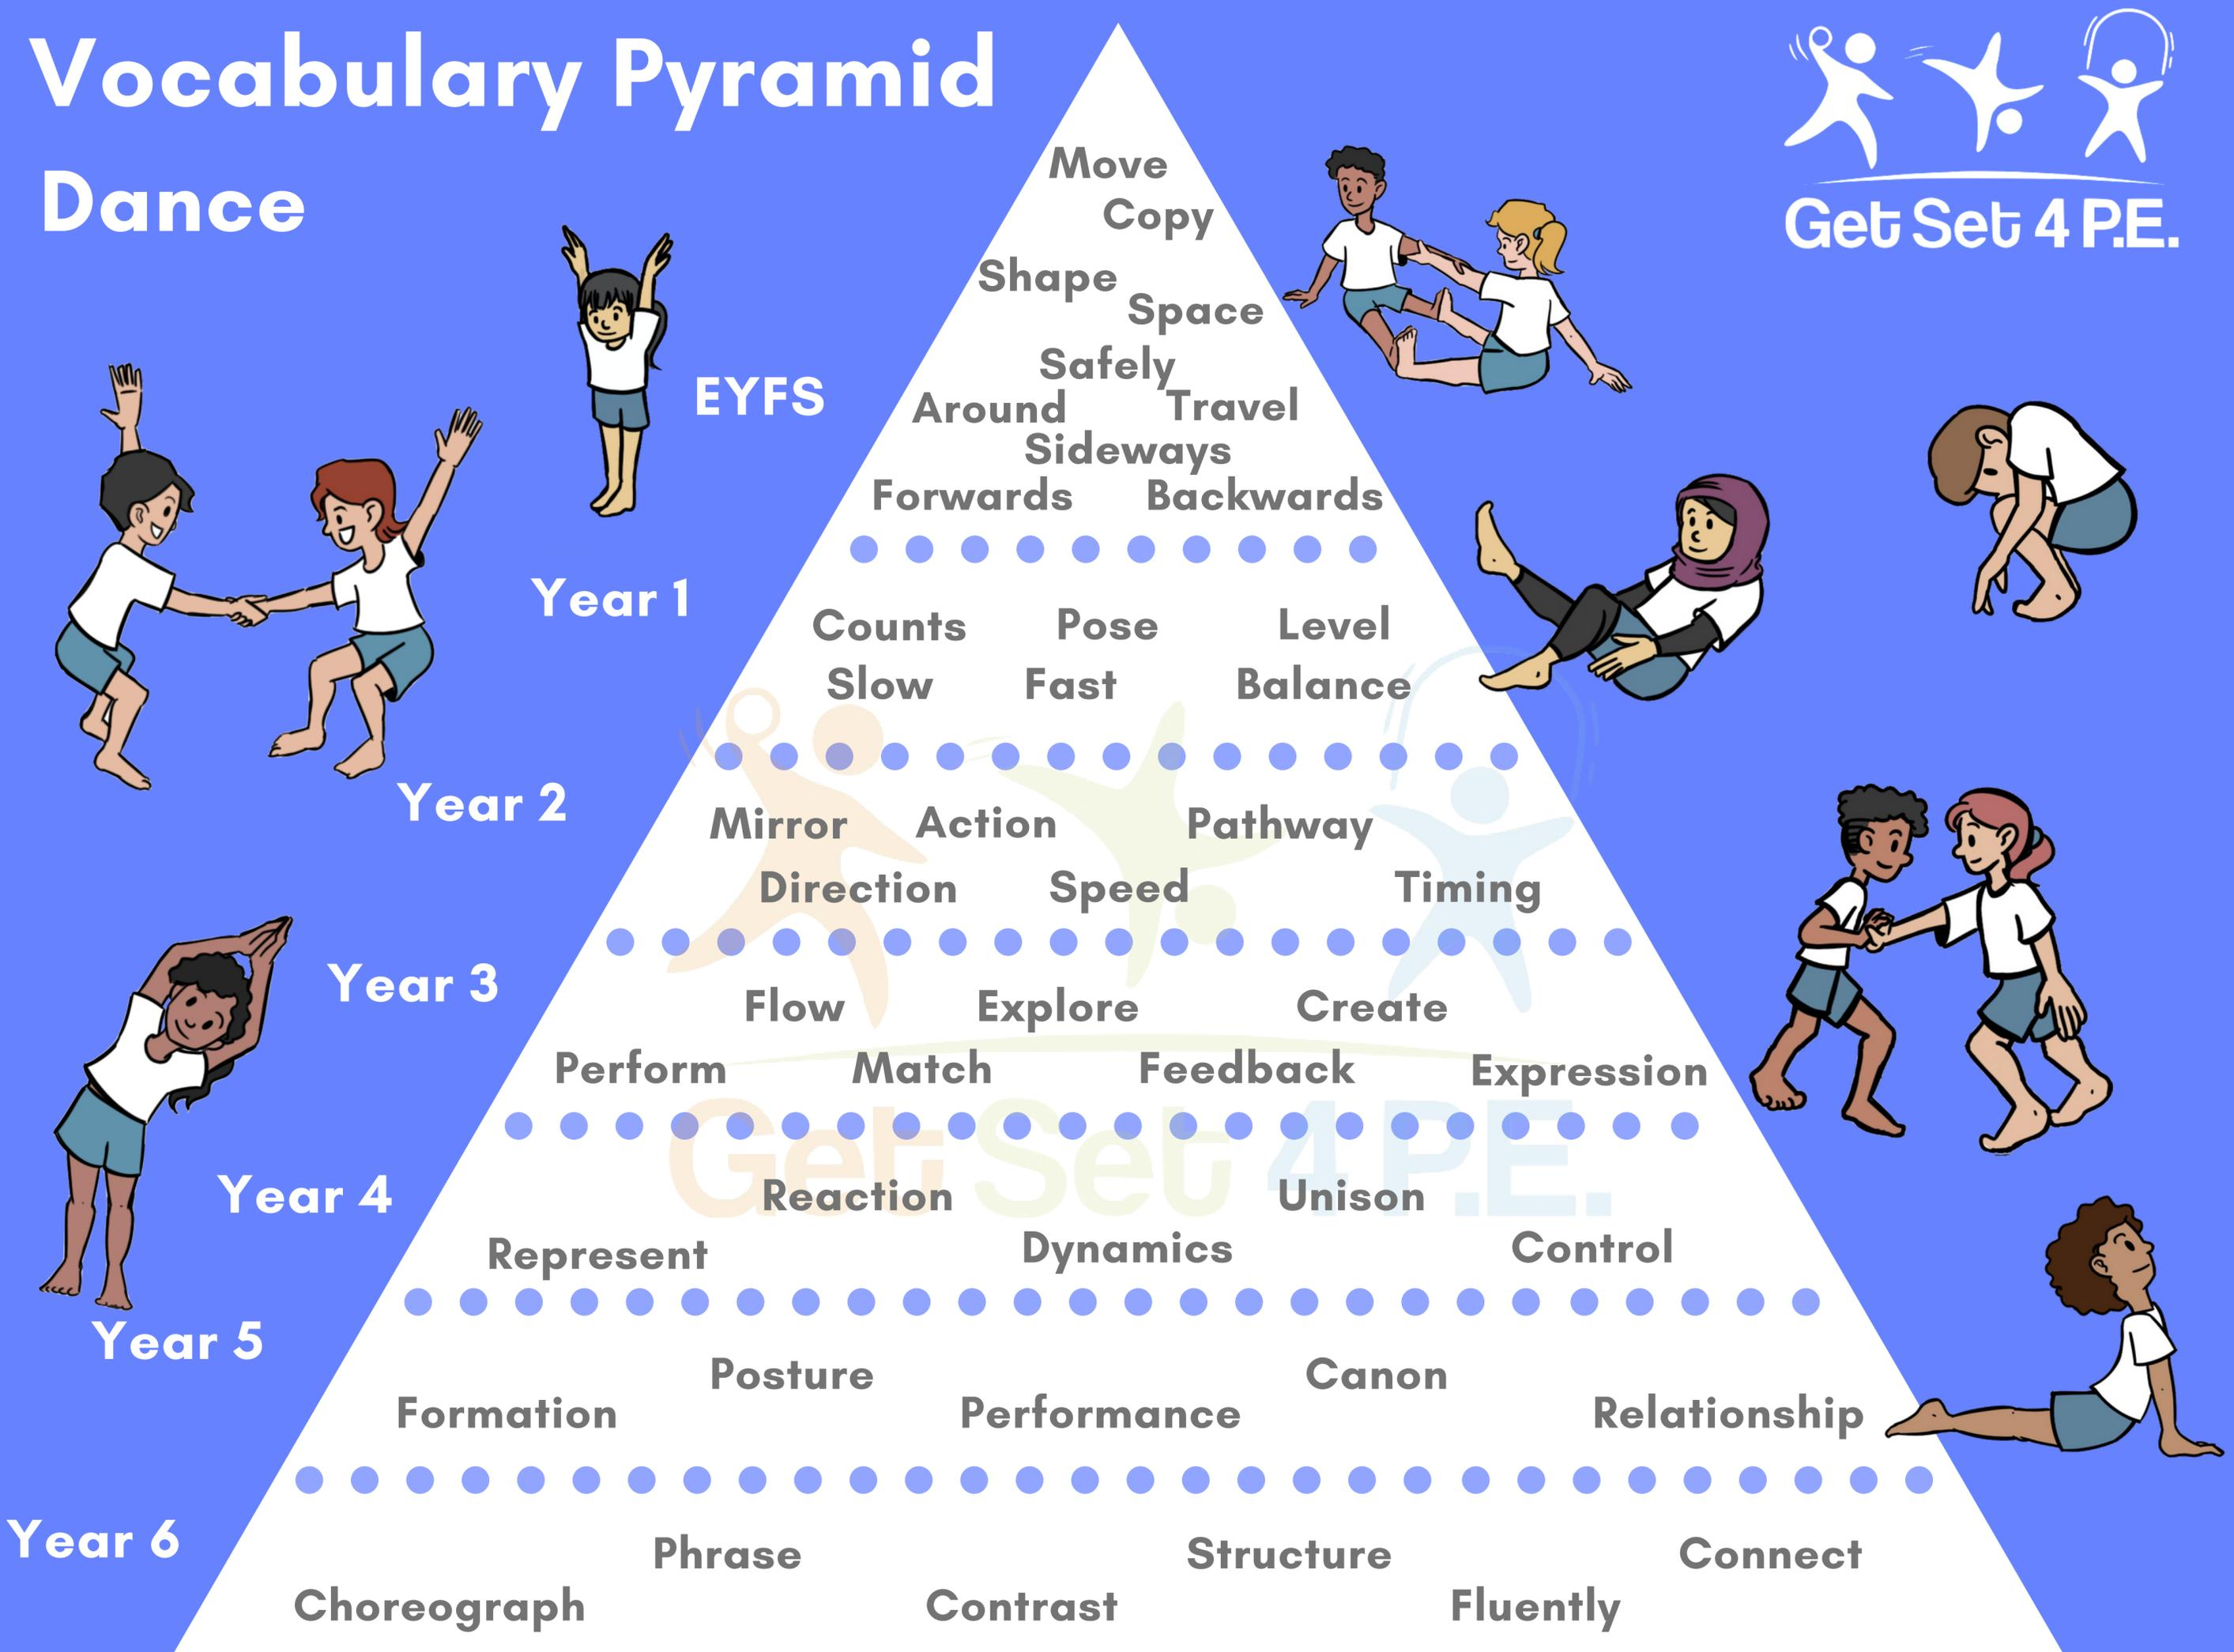 Vocabulary Pyramid
Dance
Get Set 4 P.E.
EYFS
Move
Copy
Shape
Space
Safely
Around Travel
Sideways
Forwards Backwards
Year 1
Counts Pose Level
Slow Fast Balance
Year 2
Mirror Action Pathway
Direction Speed Timing
Year 3
Flow Explore Create
Perform Match Feedback Expression
Get Set 4 P.E.
Year 4
Reaction Unison
Represent Dynamics Control
Year 5
Posture Canon
Formation Performance Relationship
Year 6
Phrase Structure Connect
Choreograph Contrast Fluently